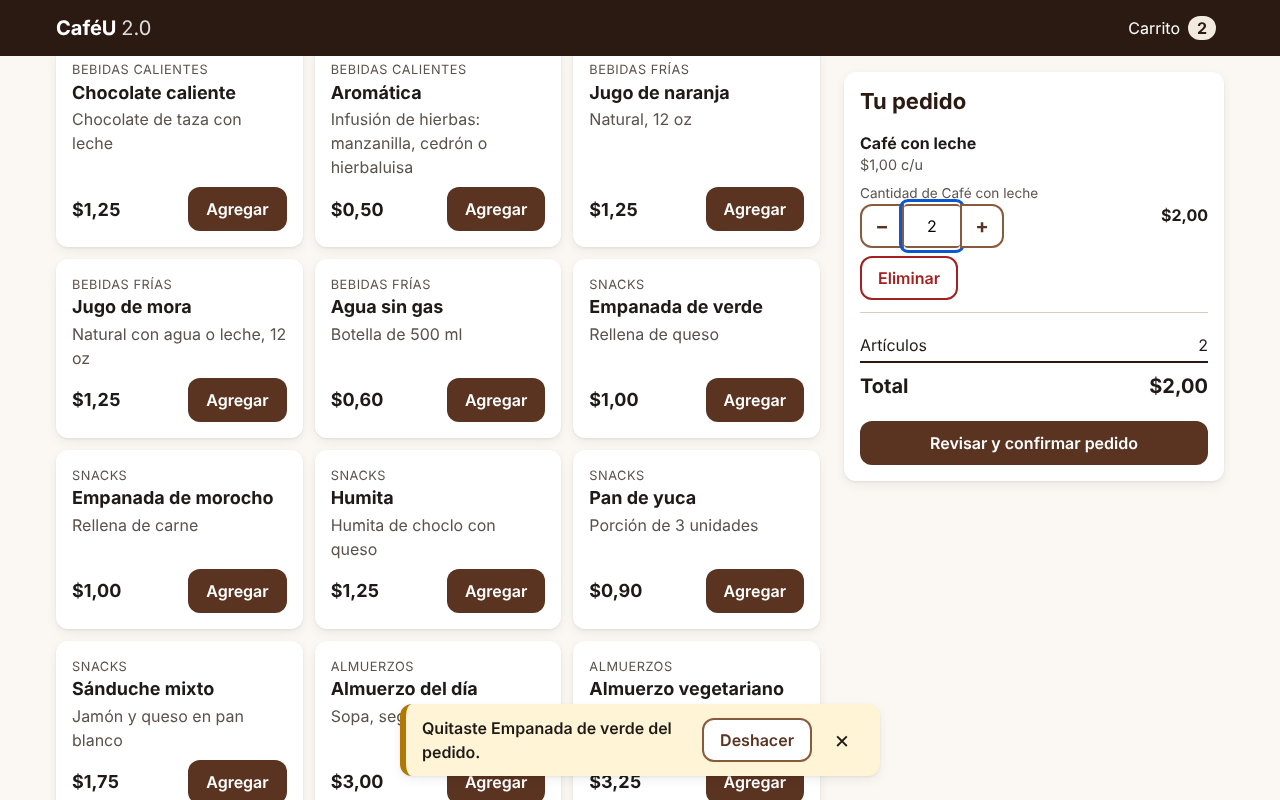 CaféU 2.0
Carrito 2
BEBIDAS CALIENTES
Chocolate caliente
Chocolate de taza con
leche
$1,25
Agregar
BEBIDAS CALIENTES
Aromática
Infusión de hierbas:
manzanilla, cedrón o
hierbaluisa
$0,50
Agregar
BEBIDAS FRÍAS
Jugo de naranja
Natural, 12 oz
$1,25
Agregar
BEBIDAS FRÍAS
Jugo de mora
Natural con agua o leche, 12
oz
$1,25
Agregar
BEBIDAS FRÍAS
Agua sin gas
Botella de 500 ml
$0,60
Agregar
SNACKS
Empanada de verde
Rellena de queso
$1,00
Agregar
SNACKS
Empanada de morocho
Rellena de carne
$1,00
Agregar
SNACKS
Humita
Humita de choclo con
queso
$1,25
Agregar
SNACKS
Pan de yuca
Porción de 3 unidades
$0,90
Agregar
SNACKS
Sánduche mixto
Jamón y queso en pan
blanco
$1,75
Agregar
ALMUERZOS
Almuerzo del día
Sopa,
$3,00
Agregar
ALMUERZOS
Almuerzo vegetariano
$3,25
Agregar
Tu pedido
Café con leche
$1,00 c/u
Cantidad de Café con leche
− 2 +
$2,00
Eliminar
Artículos 2
Total $2,00
Revisar y confirmar pedido
Quitaste Empanada de verde del
pedido.
Deshacer
×